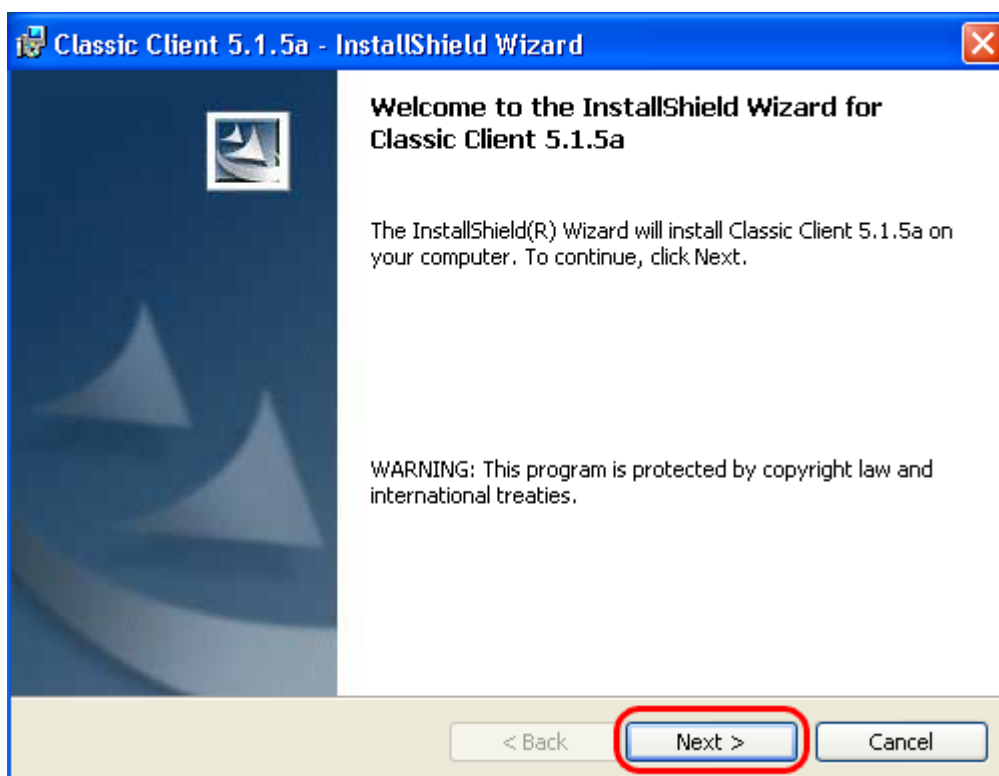 Classic Client 5.1.5a - InstallShield Wizard
Welcome to the InstallShield Wizard for
Classic Client 5.1.5a
The InstallShield(R) Wizard will install Classic Client 5.1.5a on
your computer. To continue, click Next.
WARNING: This program is protected by copyright law and
international treaties.
< Back
Next >
Cancel